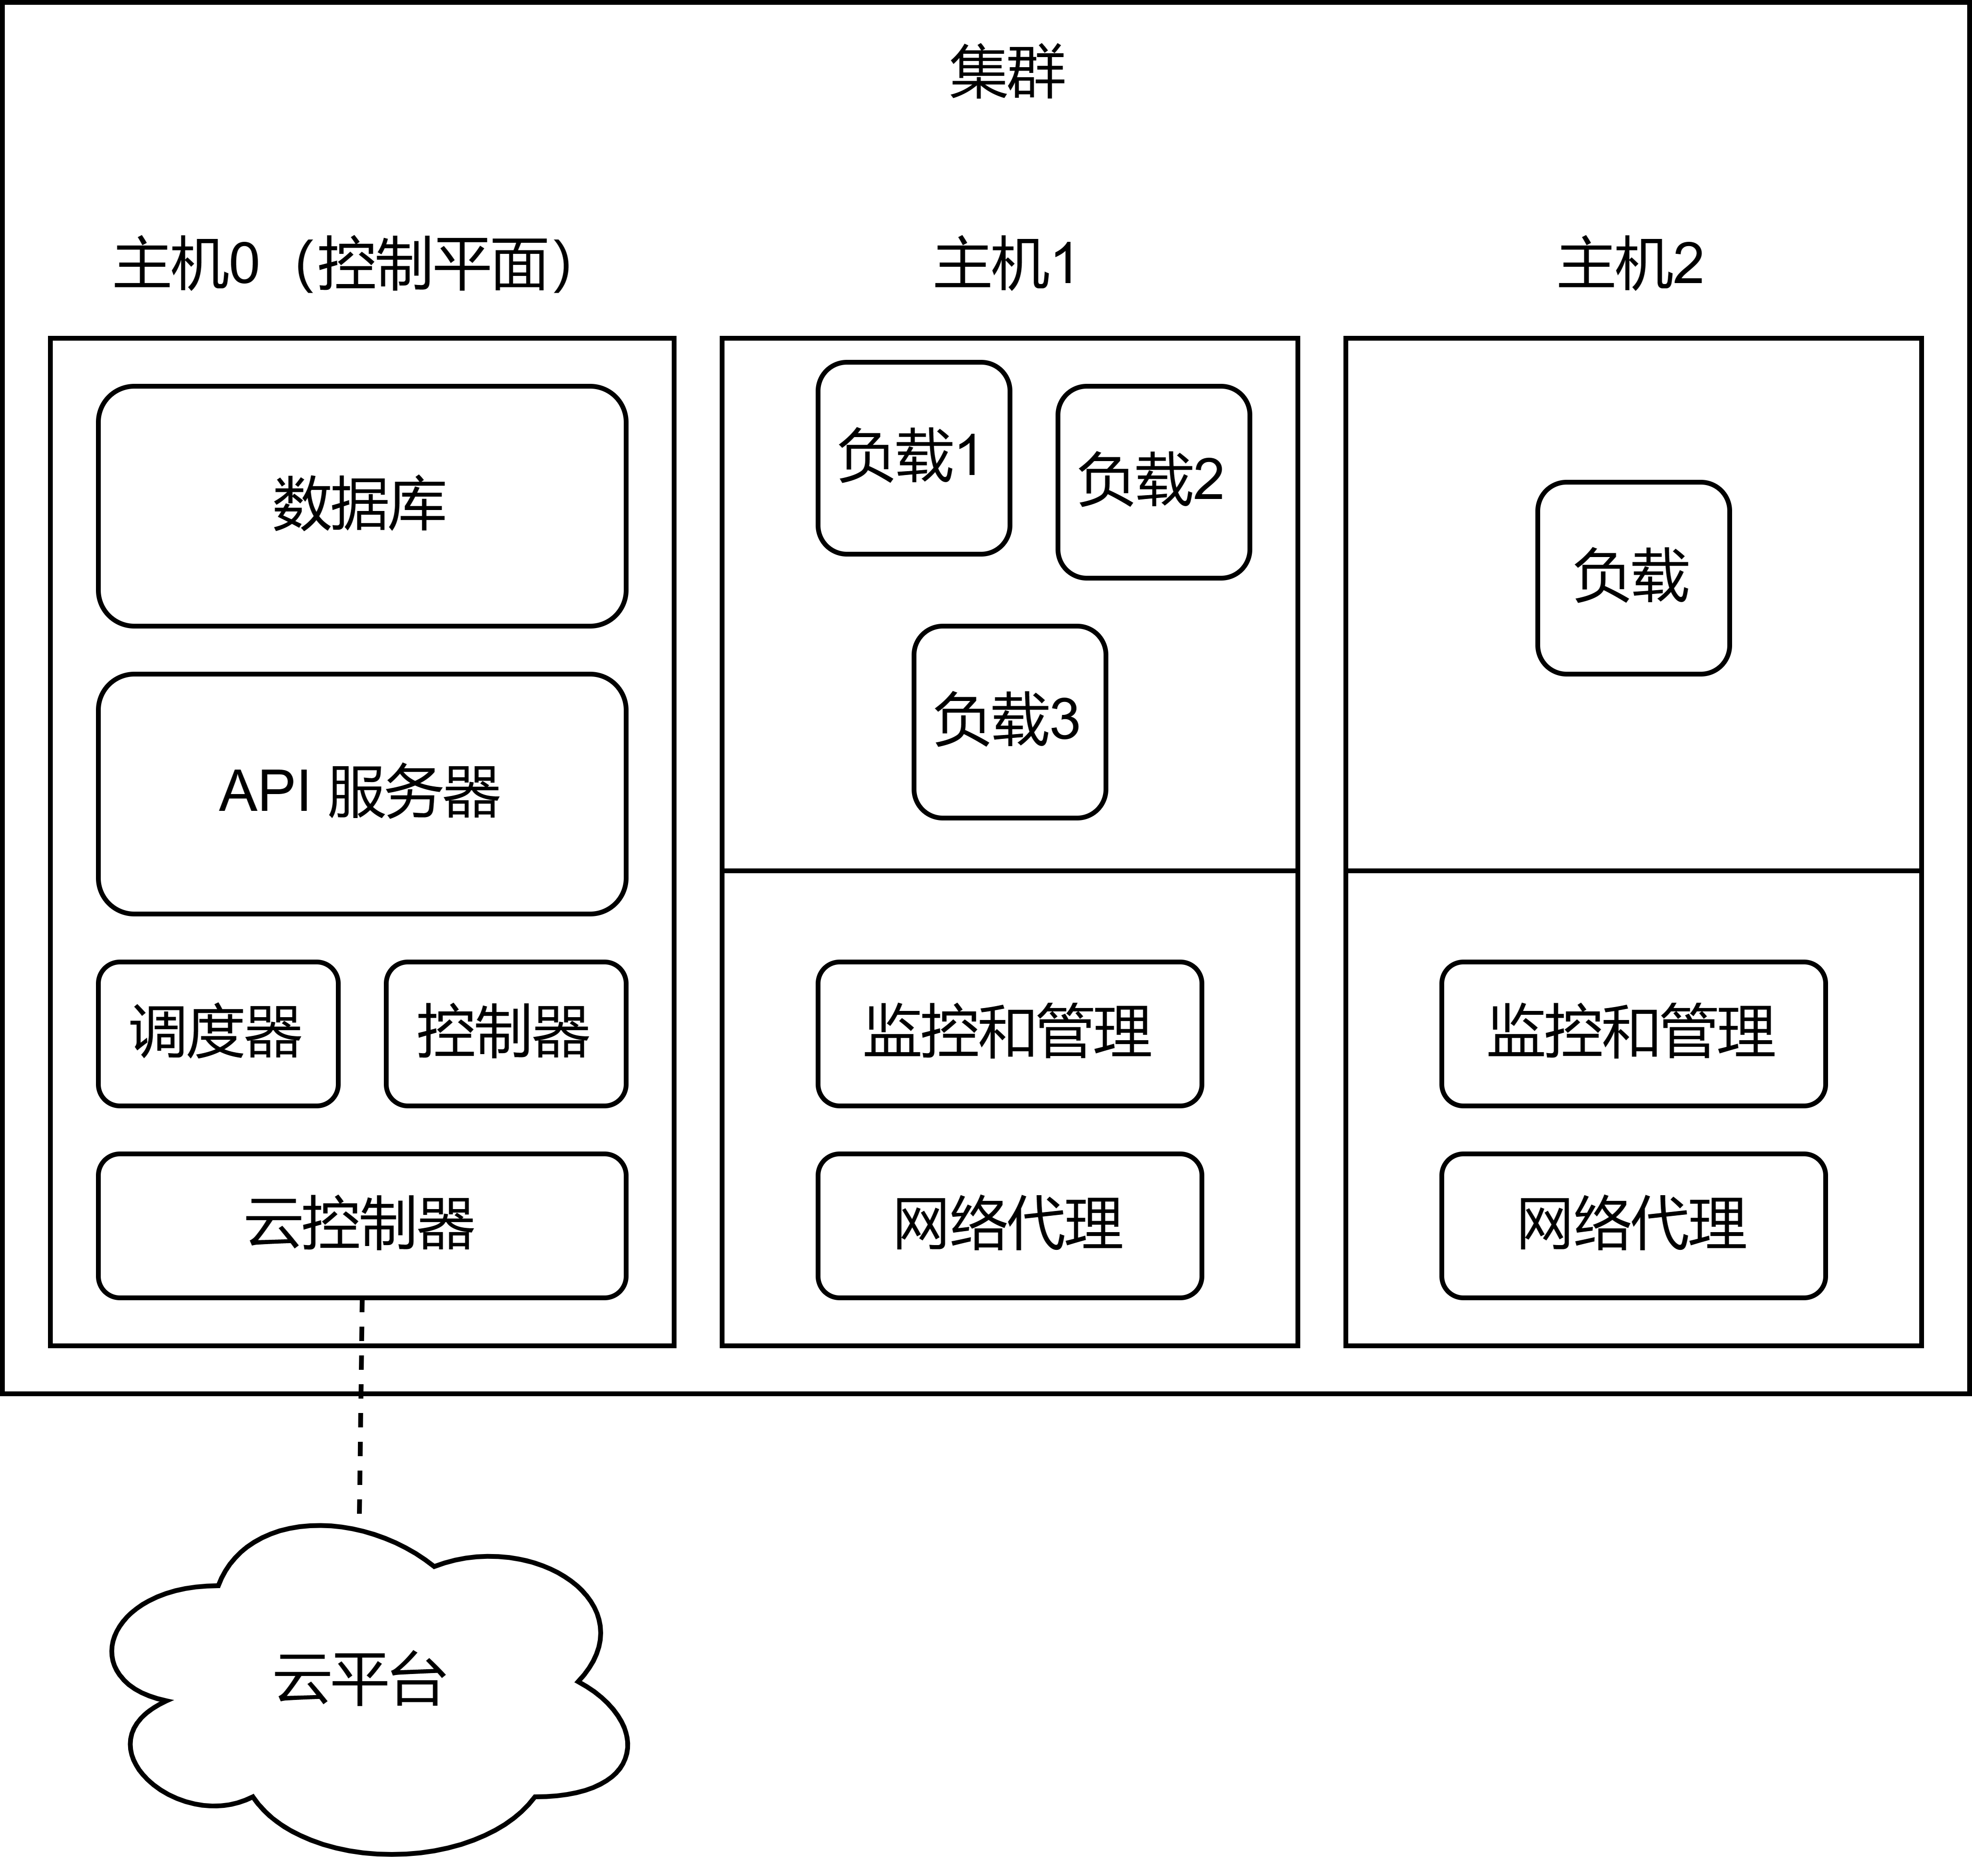 集群
主机0（控制平面）
主机1
主机2
数据库
API 服务器
调度器
控制器
云控制器
负载1
负载2
负载3
监控和管理
网络代理
负载
监控和管理
网络代理
云平台